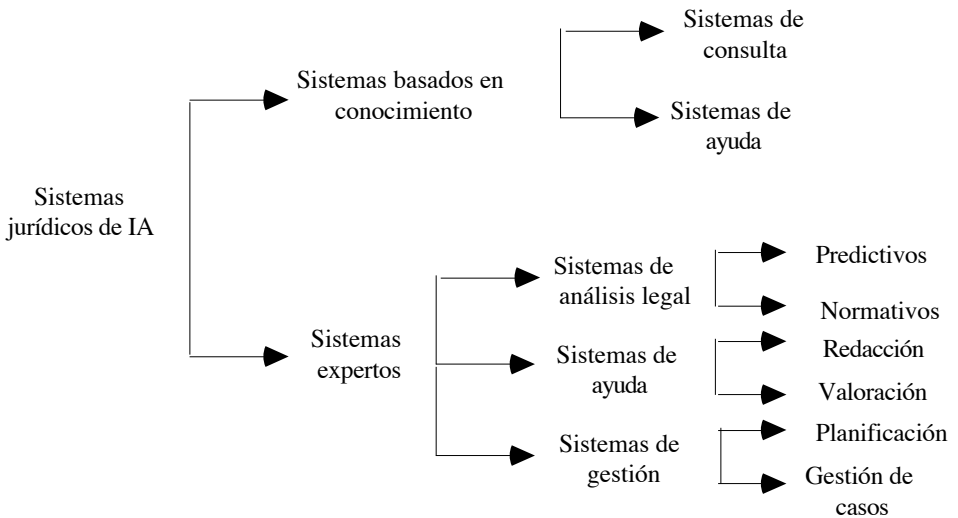 Sistemas de
consulta
Sistemas basados en
conocimiento
Sistemas de
ayuda
Sistemas
jurídicos de IA
Sistemas
expertos
Sistemas de
análisis legal
Predictivos
Normativos
Sistemas de
ayuda
Redacción
Valoración
Sistemas de
gestión
Planificación
Gestión de
casos